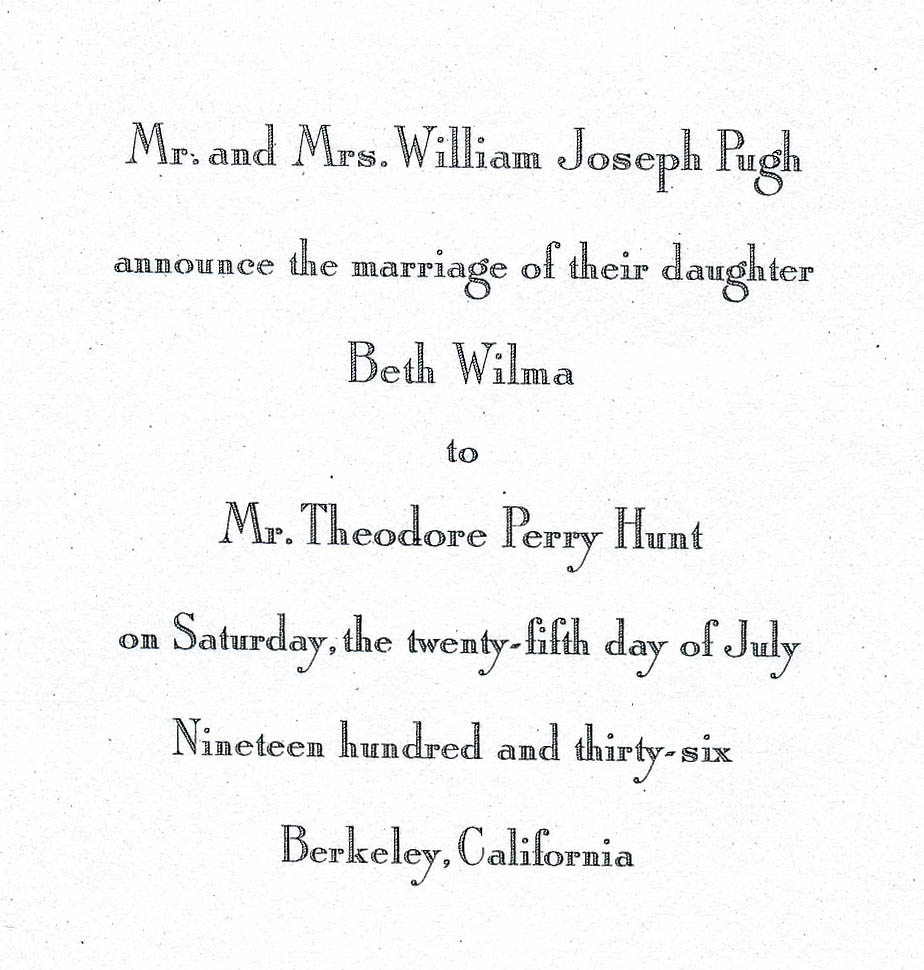 Mr. and Mrs. William Joseph Pugh
announce the marriage of their daughter
Beth Wilma
to
Mr. Theodore Perry Hunt
on Saturday, the twenty-fifth day of July
Nineteen hundred and thirty-six
Berkeley, California